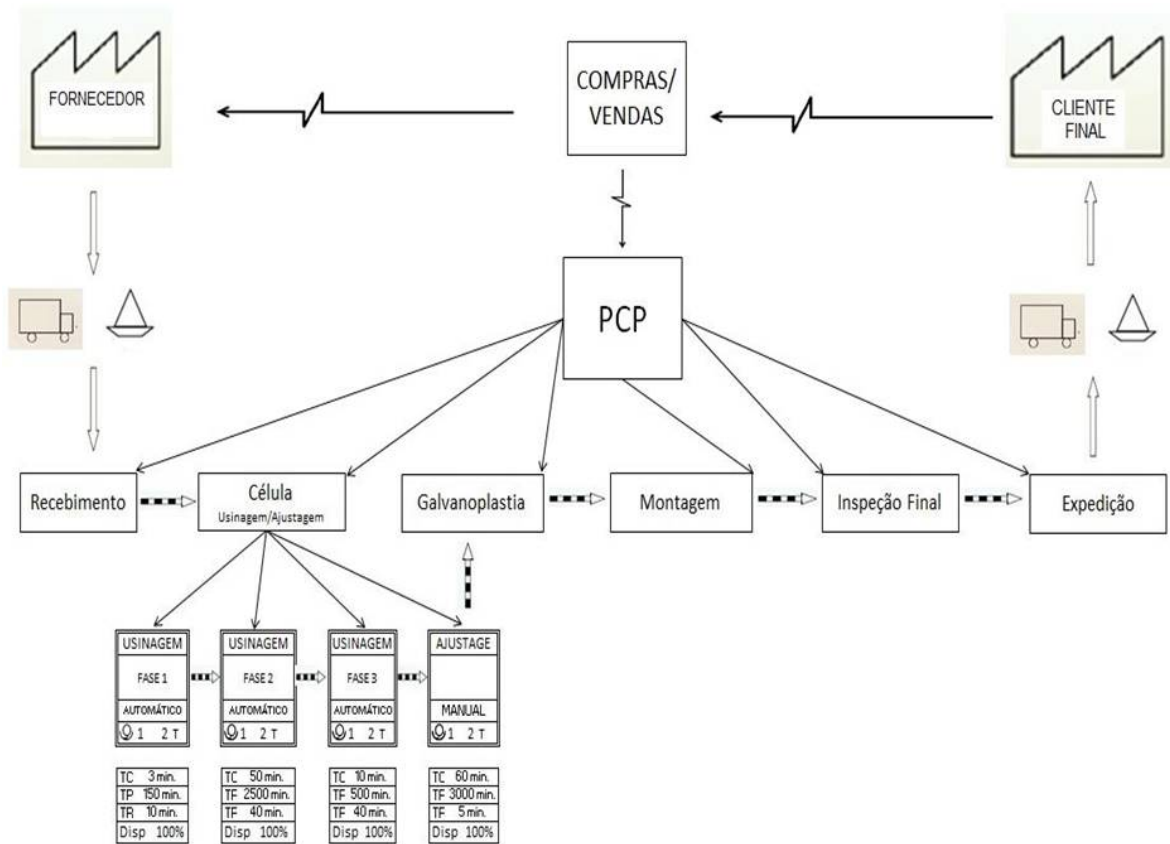 FORNECEDOR
COMPRAS/
VENDAS
CLIENTE
FINAL
PCP
Recebimento
Célula
Usinagem/Ajustagem
Galvanoplastia
Montagem
Inspeção Final
Expedição
USINAGEM
FASE 1
AUTOMÁTICO
1 2 T
USINAGEM
FASE 2
AUTOMÁTICO
1 2 T
USINAGEM
FASE 3
AUTOMÁTICO
1 2 T
AJUSTAGE
MANUAL
1 2 T
TC 3 min.
TP 150 min.
TR 10 min.
Disp 100%
TC 50 min.
TF 2500 min.
TF 40 min.
Disp 100%
TC 10 min.
TF 500 min.
TF 40 min.
Disp 100%
TC 60 min.
TF 3000 min.
TF 5 min.
Disp 100%